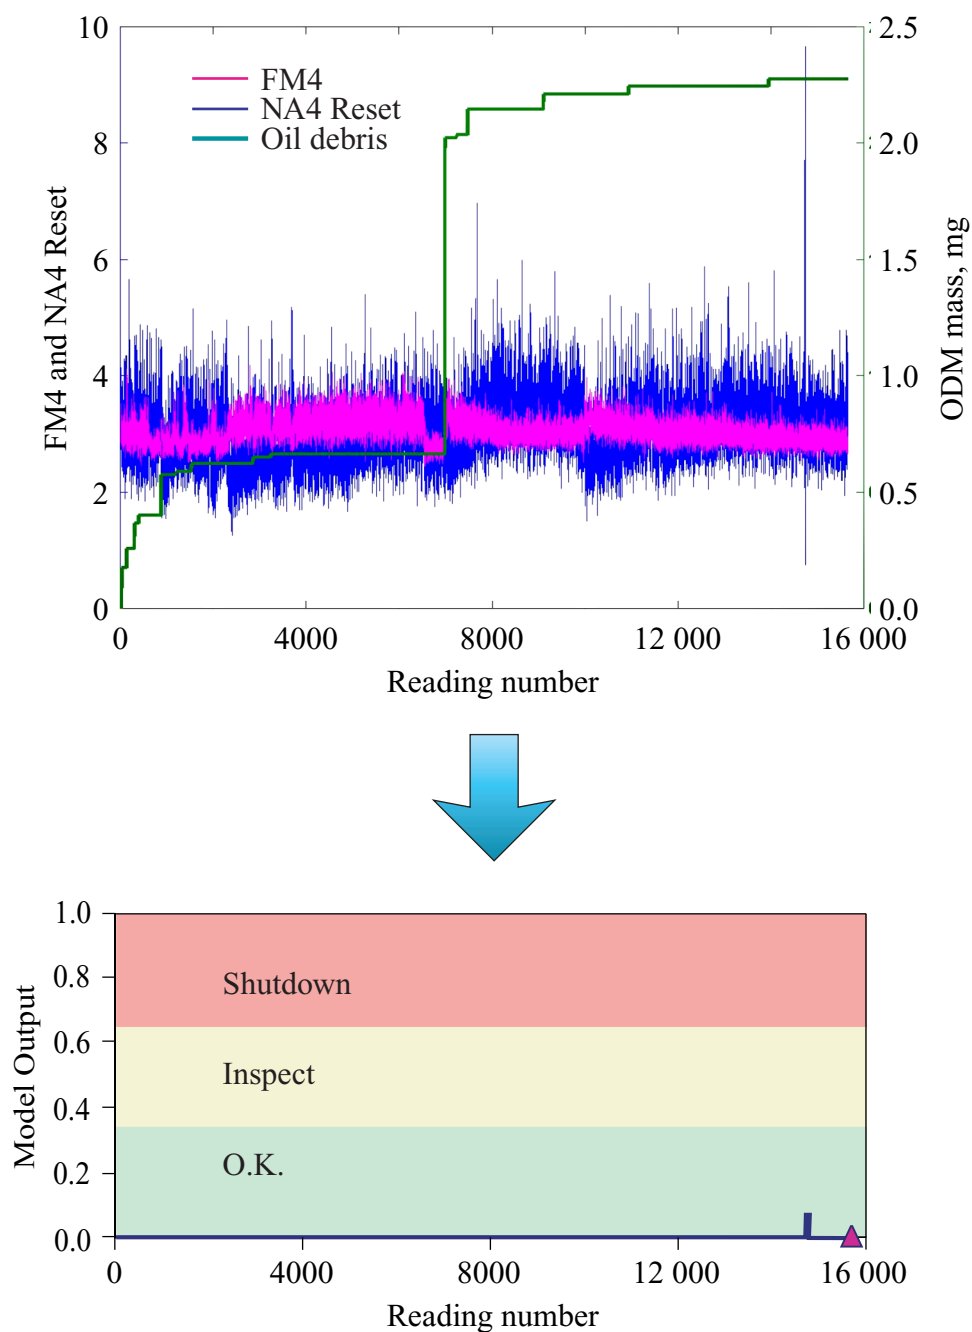 10
2.5
FM4
NA4 Reset
Oil debris
8
2.0
6
1.5
FM4 and NA4 Reset
ODM mass, mg
4
1.0
2
0.5
0
0.0
0
4000
8000
12 000
16 000
Reading number
1.0
Shutdown
0.8
0.6
Inspect
Model Output
0.4
O.K.
0.2
0.0
0
4000
8000
12 000
16 000
Reading number